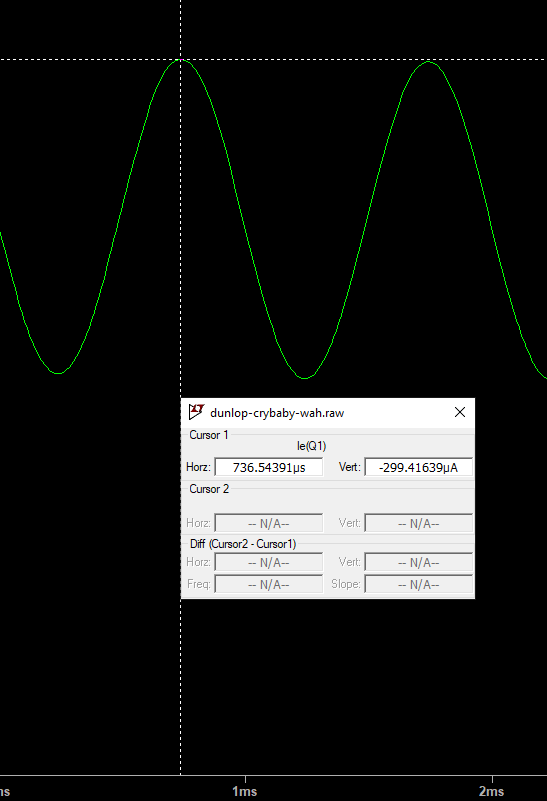 dunlop-crybaby-wah.raw
Cursor 1
Ie(Q1)
Horz: 736.54391µs Vert: -299.41639µA
Cursor 2
Horz: -- N/A-- Vert: -- N/A--
Diff (Cursor2 - Cursor1)
Horz: -- N/A-- Vert: -- N/A--
Freq: -- N/A-- Slope: -- N/A--
ms 1ms 2ms